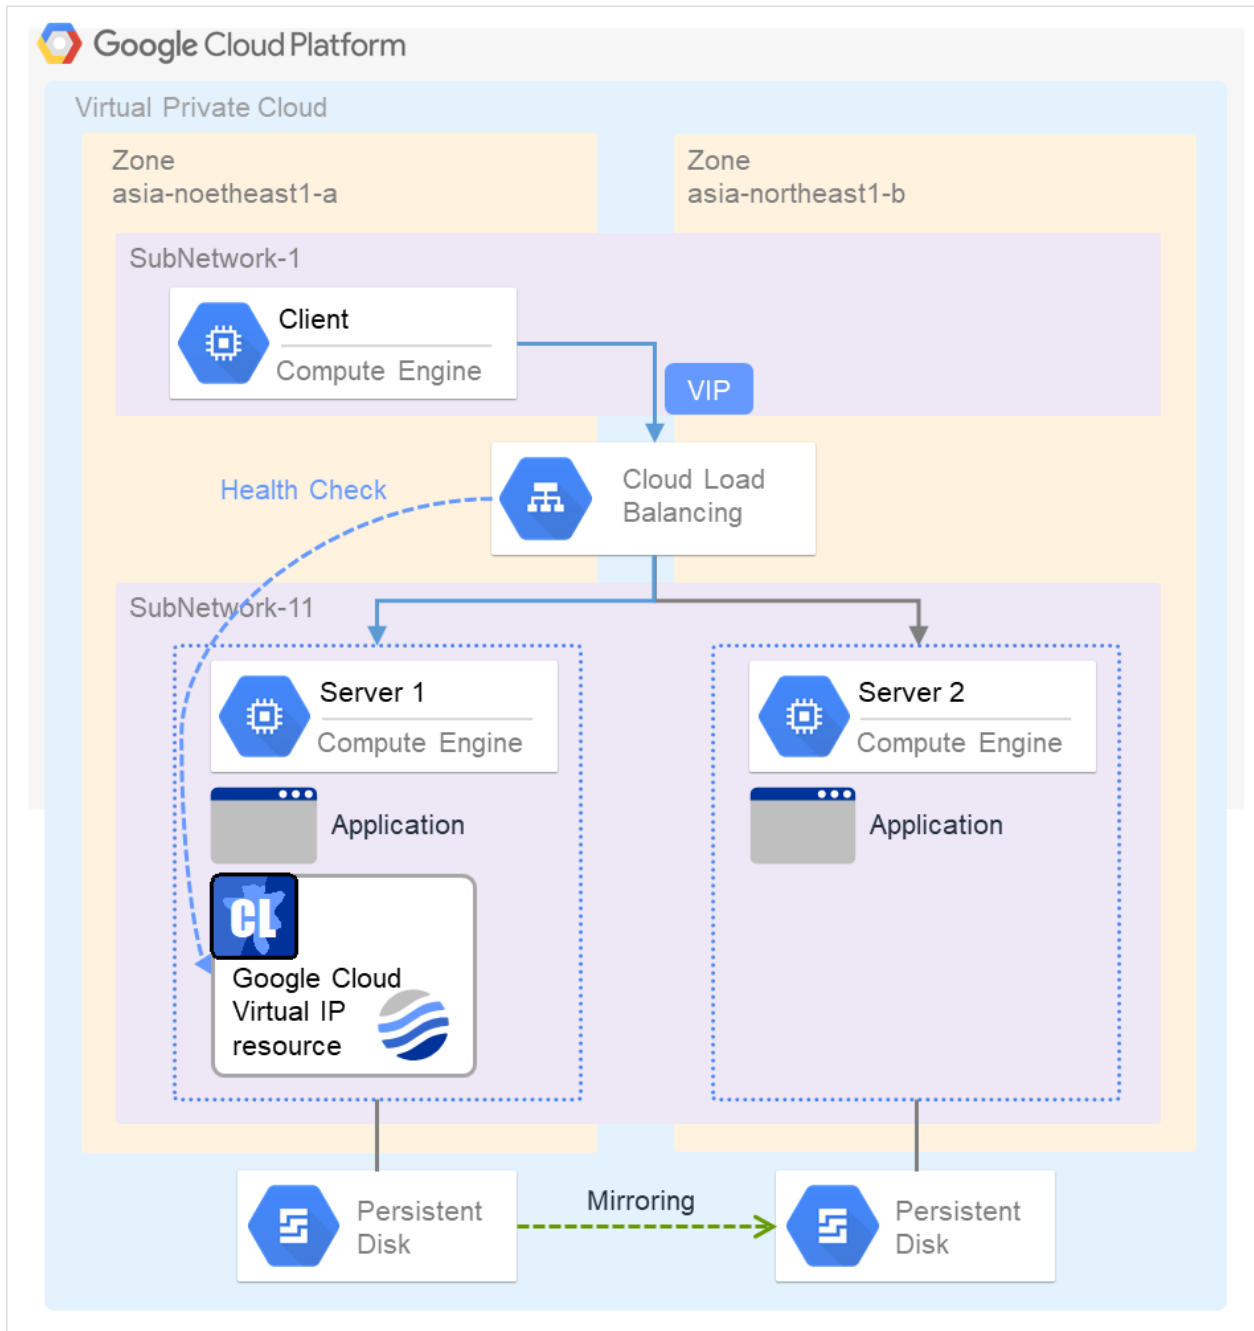 Google Cloud Platform
Virtual Private Cloud
Zone
asia-noetheast1-a
Zone
asia-northeast1-b
SubNetwork-1
Client
Compute Engine
VIP
Health Check
Cloud Load
Balancing
SubNetwork-11
Server 1
Compute Engine
Server 2
Compute Engine
Application
Application
CL
Google Cloud
Virtual IP
resource
Persistent
Disk
Mirroring
Persistent
Disk